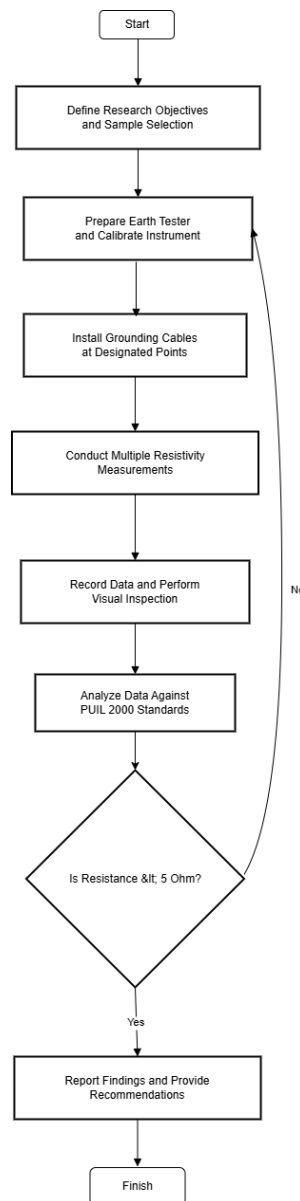 Start
Define Research Objectives
and Sample Selection
Prepare Earth Tester
and Calibrate Instrument
Install Grounding Cables
at Designated Points
Conduct Multiple Resistivity
Measurements
No
Record Data and Perform
Visual Inspection
Analyze Data Against
PUIL 2000 Standards
Is Resistance &lt; 5 Ohm?
Yes
Report Findings and Provide
Recommendations
Finish